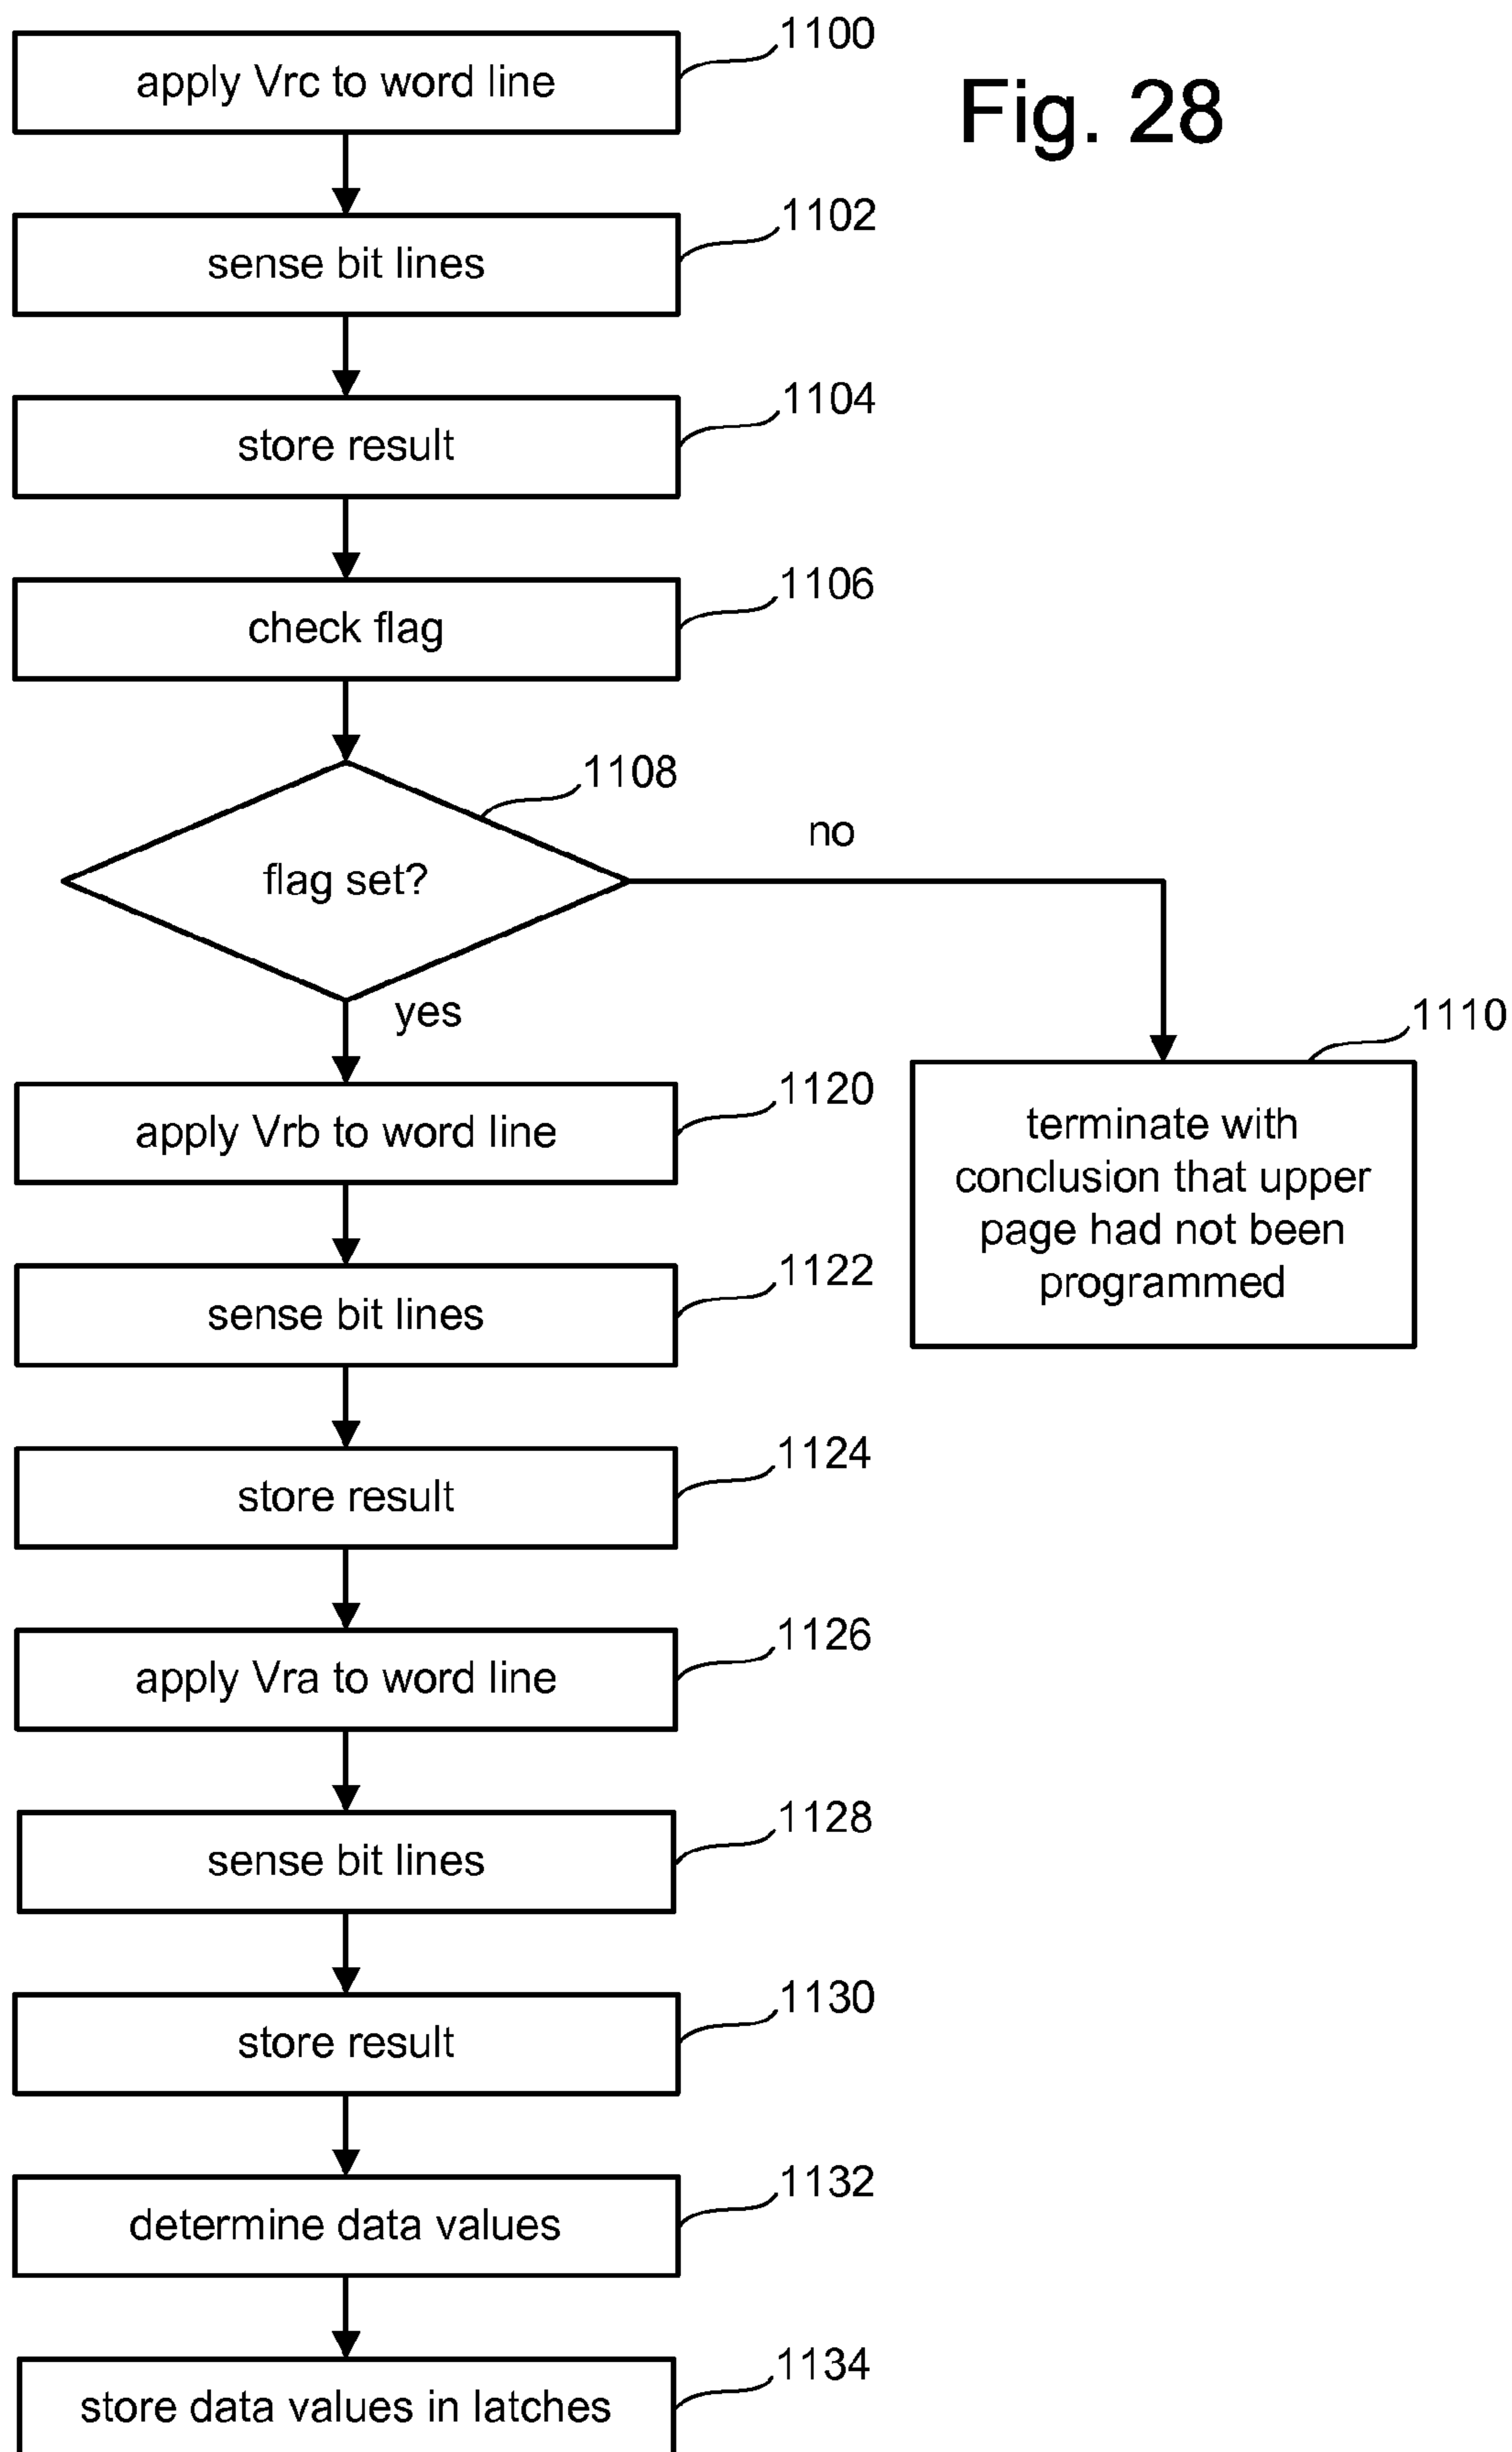 1100
apply Vrc to word line
Fig. 28
1102
sense bit lines
1104
store result
1106
check flag
1108
flag set?
no
yes
1110
terminate with
conclusion that upper
page had not been
programmed
1120
apply Vrb to word line
1122
sense bit lines
1124
store result
1126
apply Vra to word line
1128
sense bit lines
1130
store result
1132
determine data values
1134
store data values in latches